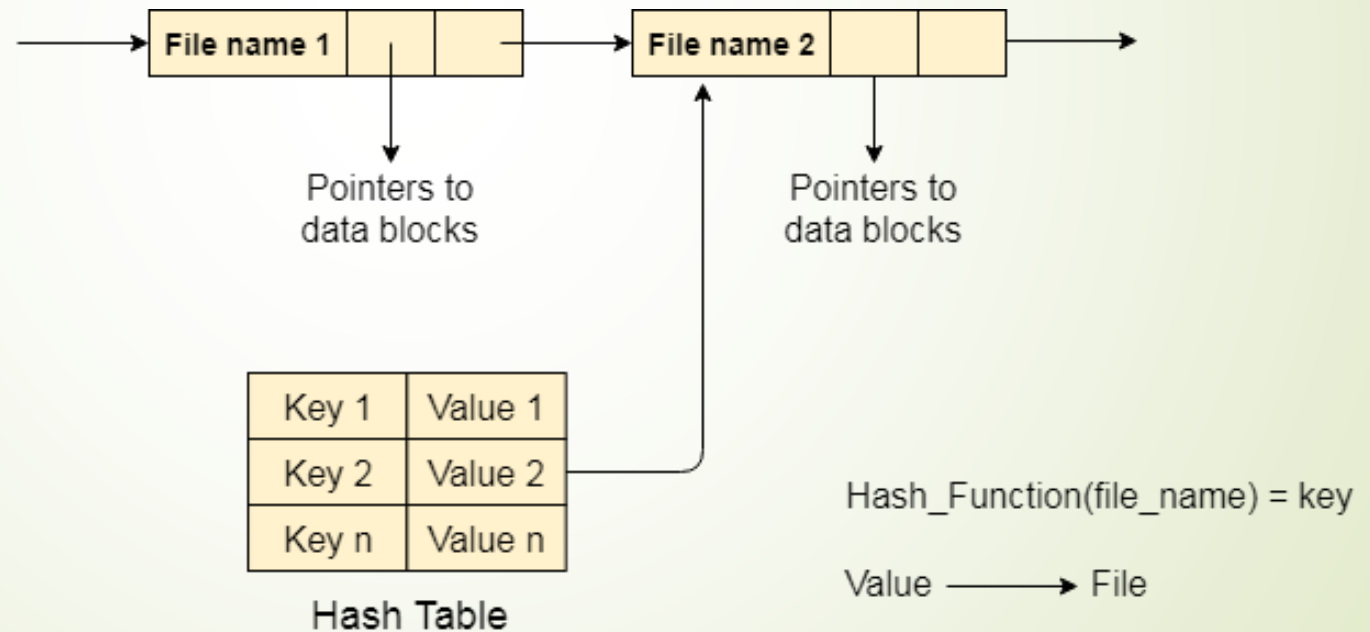 File name 1
File name 2
Pointers to
data blocks
Pointers to
data blocks
Key 1 Value 1
Key 2 Value 2
Key n Value n
Hash Table
Hash_Function(file_name) = key
Value File